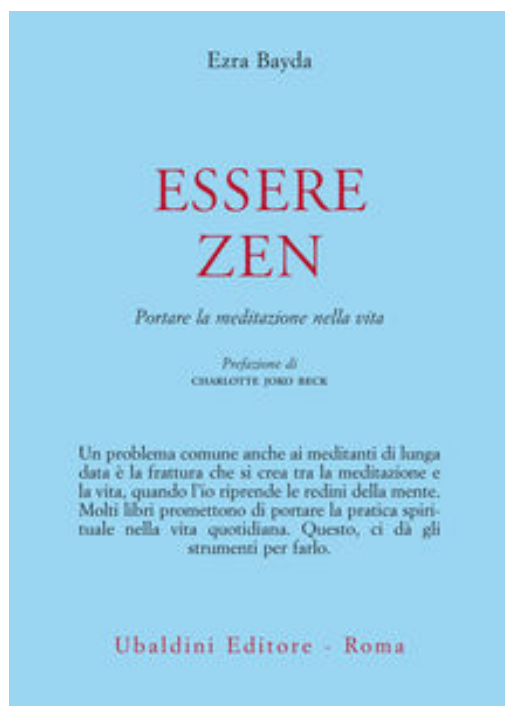 Ezra Bayda
ESSERE
ZEN
Portare la meditazione nella vita
Prefazione di
CHARLOTTE JOKO BECK
Un problema comune anche ai meditanti di lunga
data è la frattura che si crea tra la meditazione e
la vita, quando l'io riprende le redini della mente.
Molti libri promettono di portare la pratica spiri-
tuale nella vita quotidiana. Questo, ci dà gli
strumenti per farlo.
Ubaldini Editore - Roma